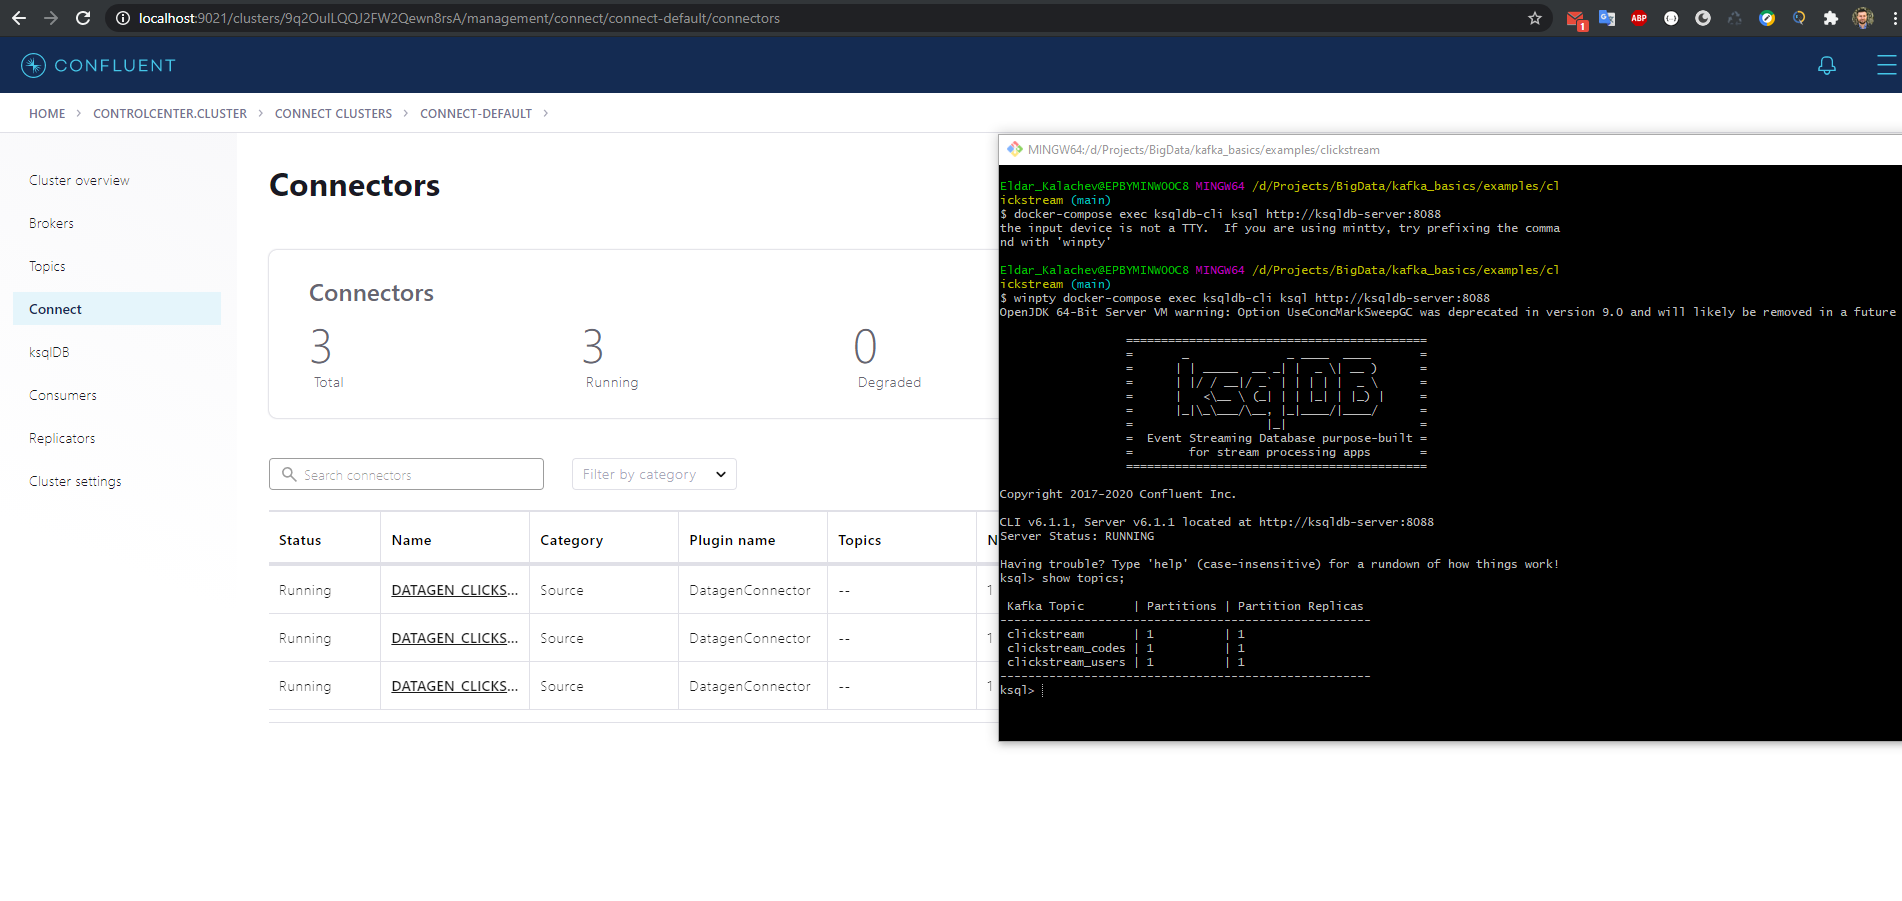 localhost:9021/clusters/9q2OuILQQJ2FW2Qewn8rsA/management/connect/connect-default/connectors
1
ABP
CONFLUENT
HOME > CONTROLCENTER.CLUSTER > CONNECT CLUSTERS > CONNECT-DEFAULT >
Cluster overview
Brokers
Topics
Connect
ksqlDB
Consumers
Replicators
Cluster settings
Connectors
Connectors
3 3 0
Total Running Degraded
Search connectors
Filter by category
Status Name Category Plugin name Topics N
Running DATAGEN_CLICKS... Source DatagenConnector -- 1
Running DATAGEN_CLICKS... Source DatagenConnector -- 1
Running DATAGEN_CLICKS... Source DatagenConnector -- 1
MINGW64:/d/Projects/BigData/kafka_basics/examples/clickstream
Eldar_Kalachev@EPBYMINW00C8 MINGW64 /d/Projects/BigData/kafka_basics/examples/cl
ickstream (main)
$ docker-compose exec ksqldb-cli ksql http://ksqldb-server:8088
the input device is not a TTY.  If you are using mintty, try prefixing the comma
nd with 'winpty'
Eldar_Kalachev@EPBYMINW00C8 MINGW64 /d/Projects/BigData/kafka_basics/examples/cl
ickstream (main)
$ winpty docker-compose exec ksqldb-cli ksql http://ksqldb-server:8088
OpenJDK 64-Bit Server VM warning: Option UseConcMarkSweepGC was deprecated in version 9.0 and will likely be removed in a future
ksqlDB
= Event Streaming Database purpose-built =
= for stream processing apps =
Copyright 2017-2020 Confluent Inc.
CLI v6.1.1, Server v6.1.1 located at http://ksqldb-server:8088
Server Status: RUNNING
Having trouble? Type 'help' (case-insensitive) for a rundown of how things work!
ksql> show topics;
Kafka Topic | Partitions | Partition Replicas
clickstream | 1 | 1
clickstream_codes | 1 | 1
clickstream_users | 1 | 1
ksql>